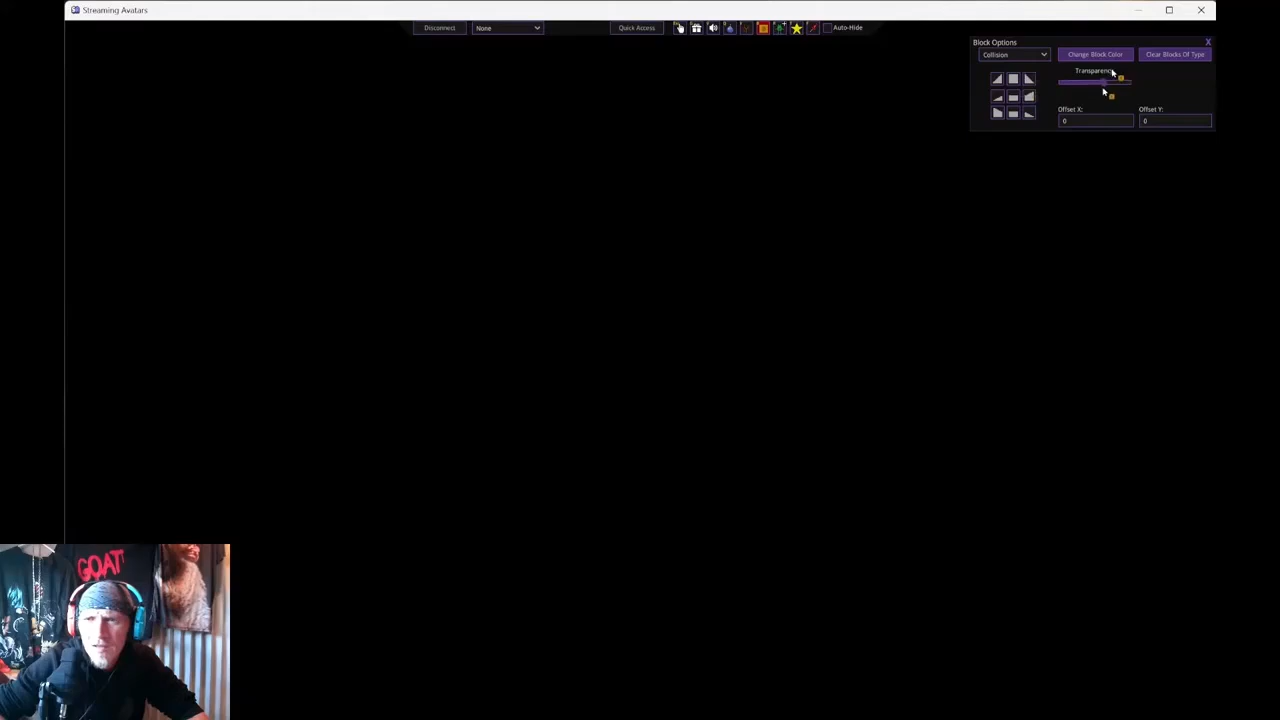 Streaming Avatars
Disconnect
None
Quick Access
Auto-Hide
Block Options
X
Collision
Change Block Color
Clear Blocks Of Type
Transparency
Offset X:
Offset Y:
0
0
GOAT